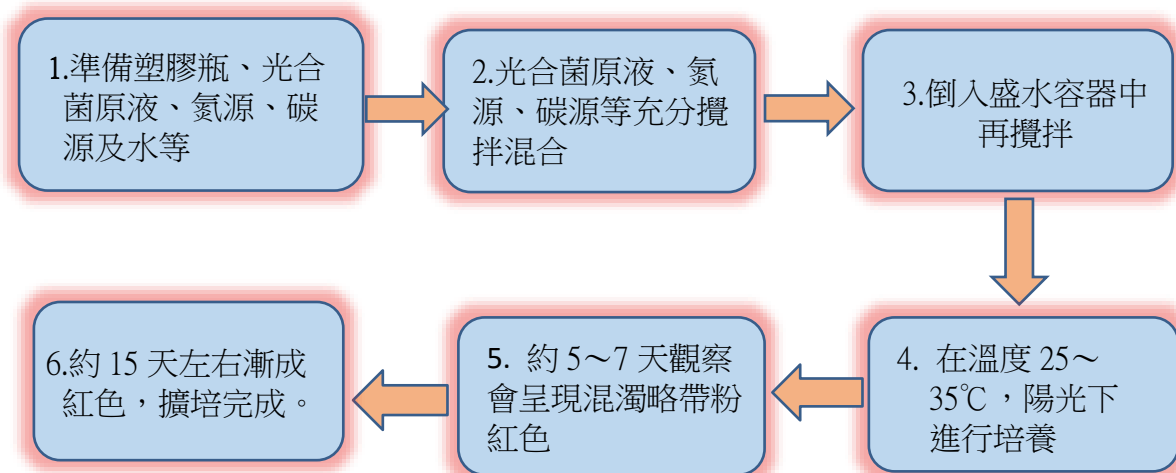 1.準備塑膠瓶、光合
菌原液、氮源、碳
源及水等
2.光合菌原液、氮
源、碳源等充分攪
拌混合
3.倒入盛水容器中
再攪拌
4. 在溫度 25～
35℃，陽光下
進行培養
5. 約 5～7 天觀察
會呈現混濁略帶粉
紅色
6.約 15 天左右漸成
紅色，擴培完成。